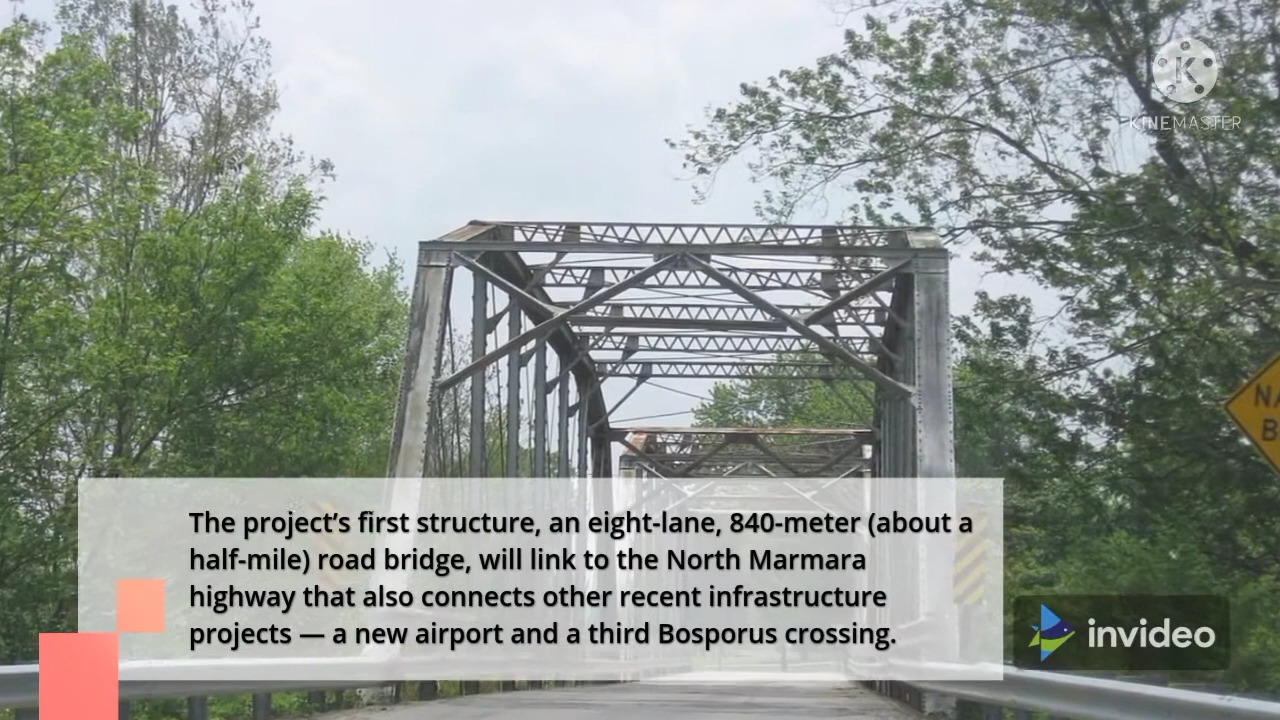 KINEMASTER
NA
B
The project’s first structure, an eight-lane, 840-meter (about a
half-mile) road bridge, will link to the North Marmara
highway that also connects other recent infrastructure
projects — a new airport and a third Bosporus crossing.
invideo